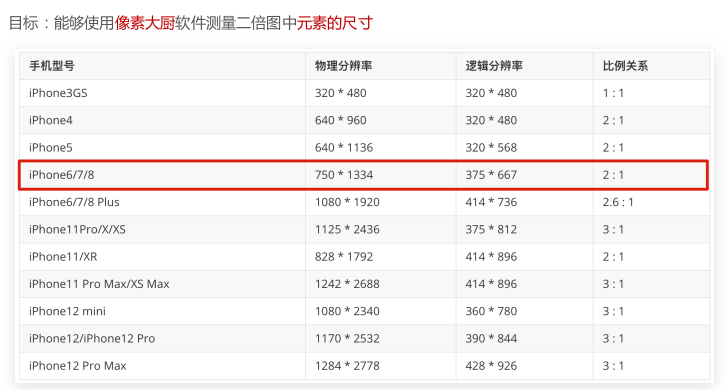 目标：能够使用像素大厨软件测量二倍图中元素的尺寸
手机型号 物理分辨率 逻辑分辨率 比例关系
iPhone3GS 320 * 480 320 * 480 1 : 1
iPhone4 640 * 960 320 * 480 2 : 1
iPhone5 640 * 1136 320 * 568 2 : 1
iPhone6/7/8 750 * 1334 375 * 667 2 : 1
iPhone6/7/8 Plus 1080 * 1920 414 * 736 2.6 : 1
iPhone11Pro/X/XS 1125 * 2436 375 * 812 3 : 1
iPhone11/XR 828 * 1792 414 * 896 2 : 1
iPhone11 Pro Max/XS Max 1242 * 2688 414 * 896 3 : 1
iPhone12 mini 1080 * 2340 360 * 780 3 : 1
iPhone12/iPhone12 Pro 1170 * 2532 390 * 844 3 : 1
iPhone12 Pro Max 1284 * 2778 428 * 926 3 : 1